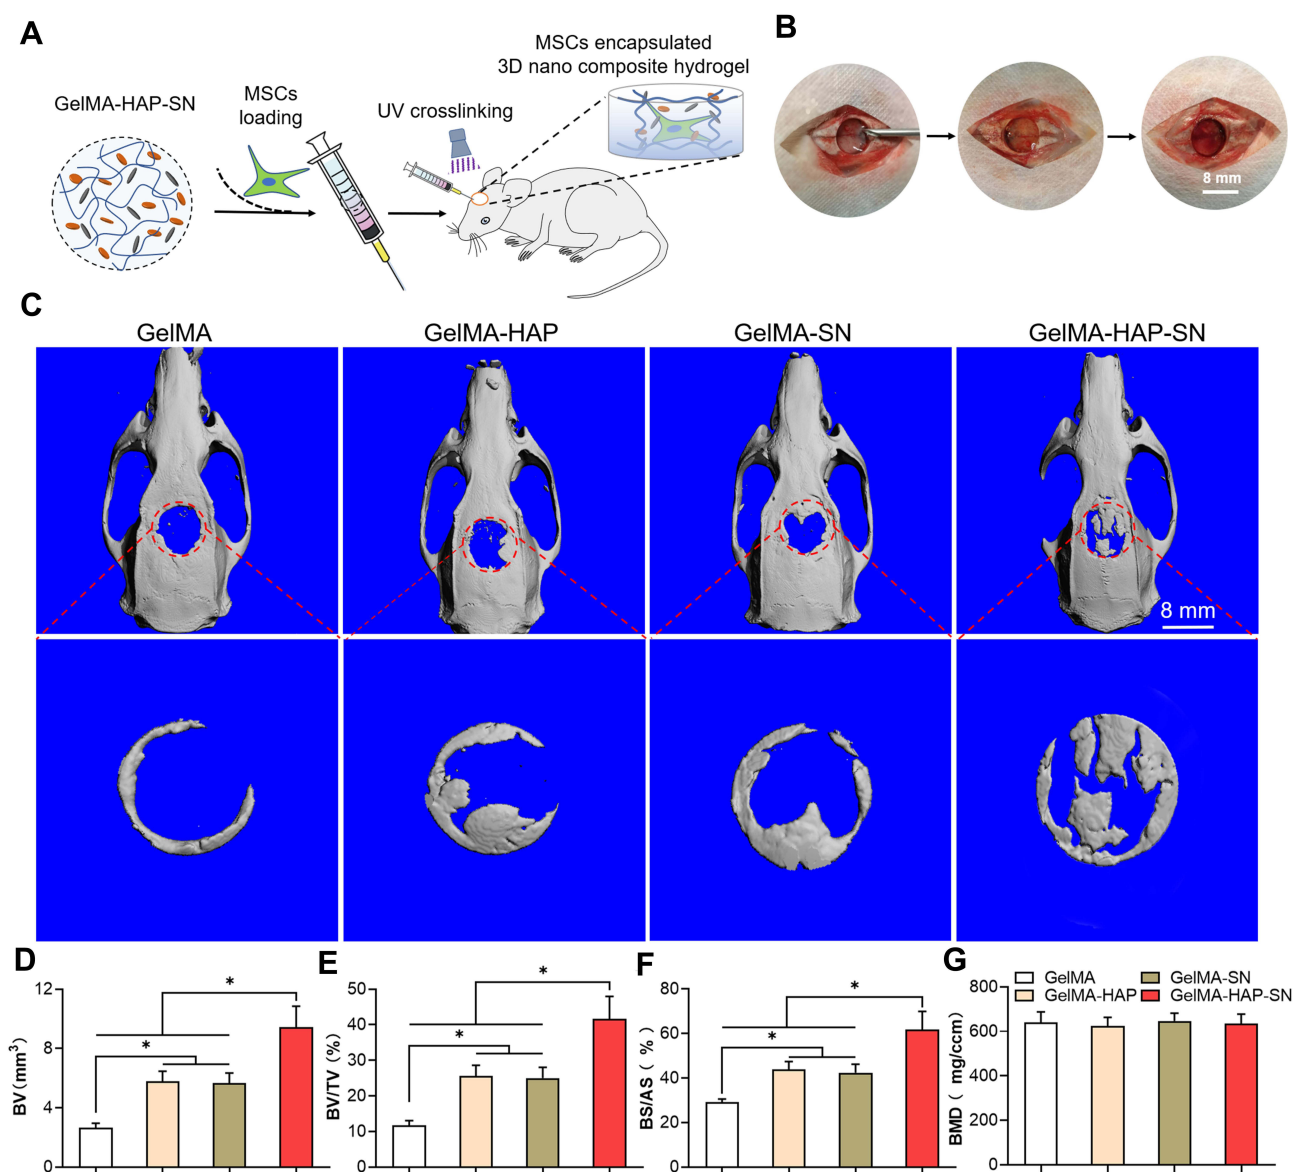 A
GelMA-HAP-SN
MSCs
loading
UV crosslinking
MSCs encapsulated
3D nano composite hydrogel
B
8 mm
C
GelMA
GelMA-HAP
GelMA-SN
GelMA-HAP-SN
8 mm
D
BV(mm³)
12
8
4
0
*
*
E
BV/TV (%)
50
40
30
20
10
0
*
*
F
BS/AS ( %)
80
60
40
20
0
*
*
G
BMD ( mg/ccm)
800
600
400
200
0
GelMA
GelMA-HAP
GelMA-SN
GelMA-HAP-SN